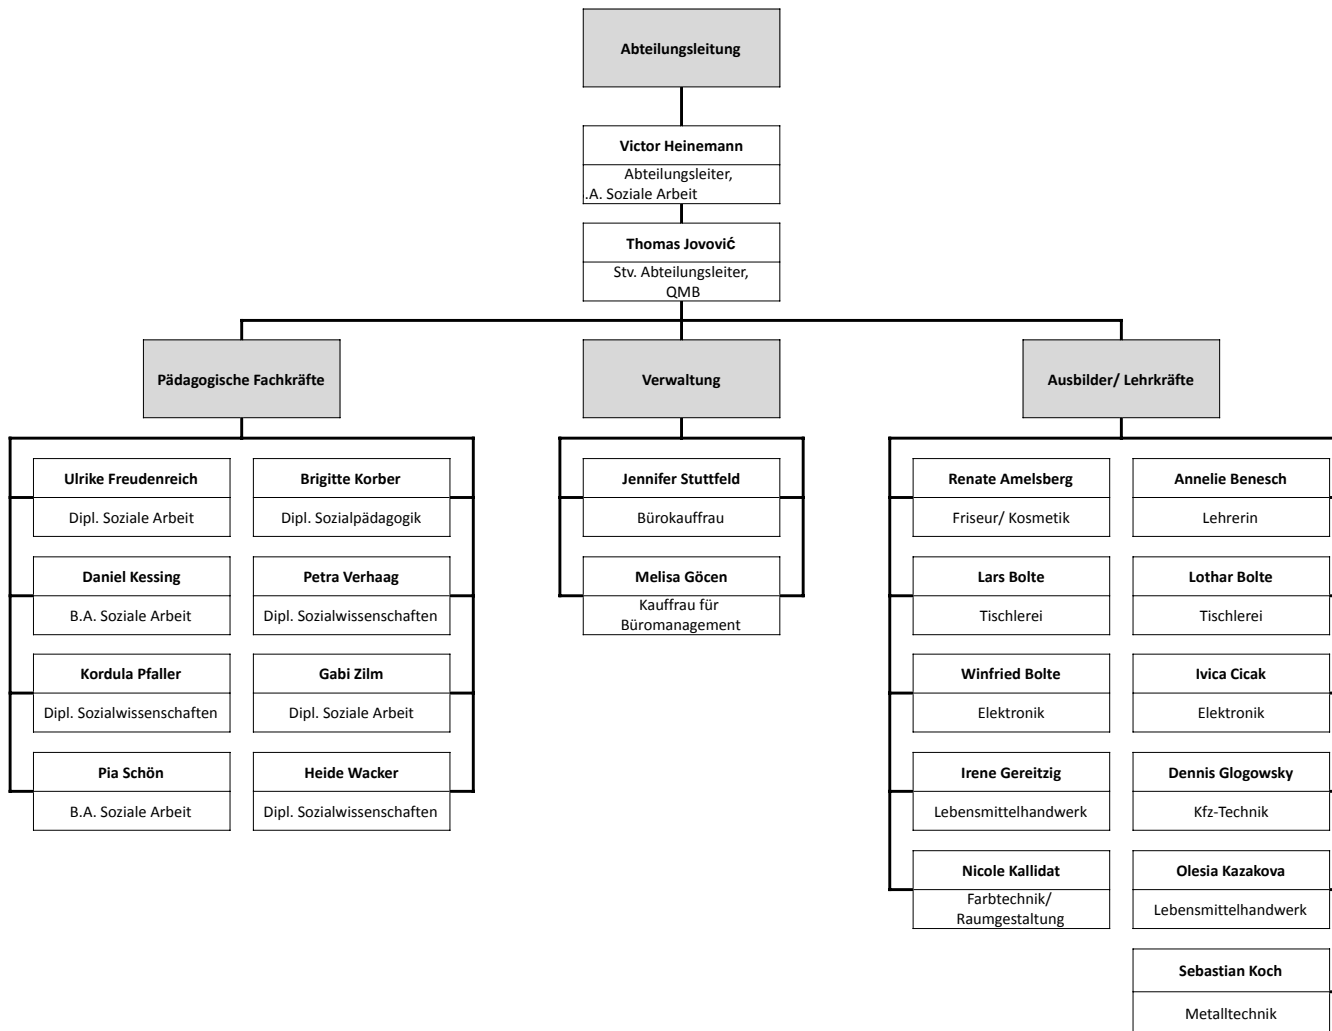 Abteilungsleitung
Victor Heinemann
Abteilungsleiter,
.A. Soziale Arbeit
Thomas Jovović
Stv. Abteilungsleiter,
QMB
Pädagogische Fachkräfte
Verwaltung
Ausbilder/ Lehrkräfte
Ulrike Freudenreich
Dipl. Soziale Arbeit
Brigitte Korber
Dipl. Sozialpädagogik
Daniel Kessing
B.A. Soziale Arbeit
Petra Verhaag
Dipl. Sozialwissenschaften
Kordula Pfaller
Dipl. Sozialwissenschaften
Gabi Zilm
Dipl. Soziale Arbeit
Pia Schön
B.A. Soziale Arbeit
Heide Wacker
Dipl. Sozialwissenschaften
Jennifer Stuttfeld
Bürokauffrau
Melisa Göcen
Kauffrau für
Büromanagement
Renate Amelsberg
Friseur/ Kosmetik
Annelie Benesch
Lehrerin
Lars Bolte
Tischlerei
Lothar Bolte
Tischlerei
Winfried Bolte
Elektronik
Ivica Cicak
Elektronik
Irene Gereitzig
Lebensmittelhandwerk
Dennis Glogowsky
Kfz-Technik
Nicole Kallidat
Farbtechnik/
Raumgestaltung
Olesia Kazakova
Lebensmittelhandwerk
Sebastian Koch
Metalltechnik